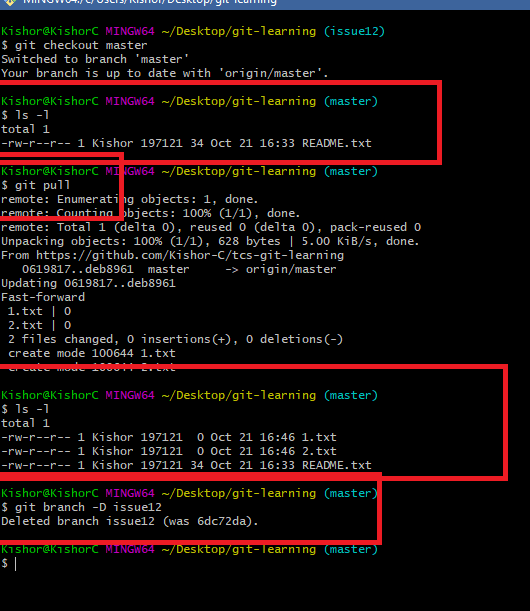 MINGW64:/c/Users/Kishor/Desktop/git-learning
Kishor@KishorC MINGW64 ~/Desktop/git-learning (issue12)
$ git checkout master
Switched to branch 'master'
Your branch is up to date with 'origin/master'.
Kishor@KishorC MINGW64 ~/Desktop/git-learning (master)
$ ls -l
total 1
-rw-r--r-- 1 Kishor 197121 34 Oct 21 16:33 README.txt
Kishor@KishorC MINGW64 ~/Desktop/git-learning (master)
$ git pull
remote: Enumerating objects: 1, done.
remote: Counting objects: 100% (1/1), done.
remote: Total 1 (delta 0), reused 0 (delta 0), pack-reused 0
Unpacking objects: 100% (1/1), 628 bytes | 5.00 KiB/s, done.
From https://github.com/Kishor-C/tcs-git-learning
   0619817..deb8961  master     -> origin/master
Updating 0619817..deb8961
Fast-forward
 1.txt | 0
 2.txt | 0
 2 files changed, 0 insertions(+), 0 deletions(-)
 create mode 100644 1.txt
 create mode 100644 2.txt
Kishor@KishorC MINGW64 ~/Desktop/git-learning (master)
$ ls -l
total 1
-rw-r--r-- 1 Kishor 197121  0 Oct 21 16:46 1.txt
-rw-r--r-- 1 Kishor 197121  0 Oct 21 16:46 2.txt
-rw-r--r-- 1 Kishor 197121 34 Oct 21 16:33 README.txt
Kishor@KishorC MINGW64 ~/Desktop/git-learning (master)
$ git branch -D issue12
Deleted branch issue12 (was 6dc72da).
Kishor@KishorC MINGW64 ~/Desktop/git-learning (master)
$